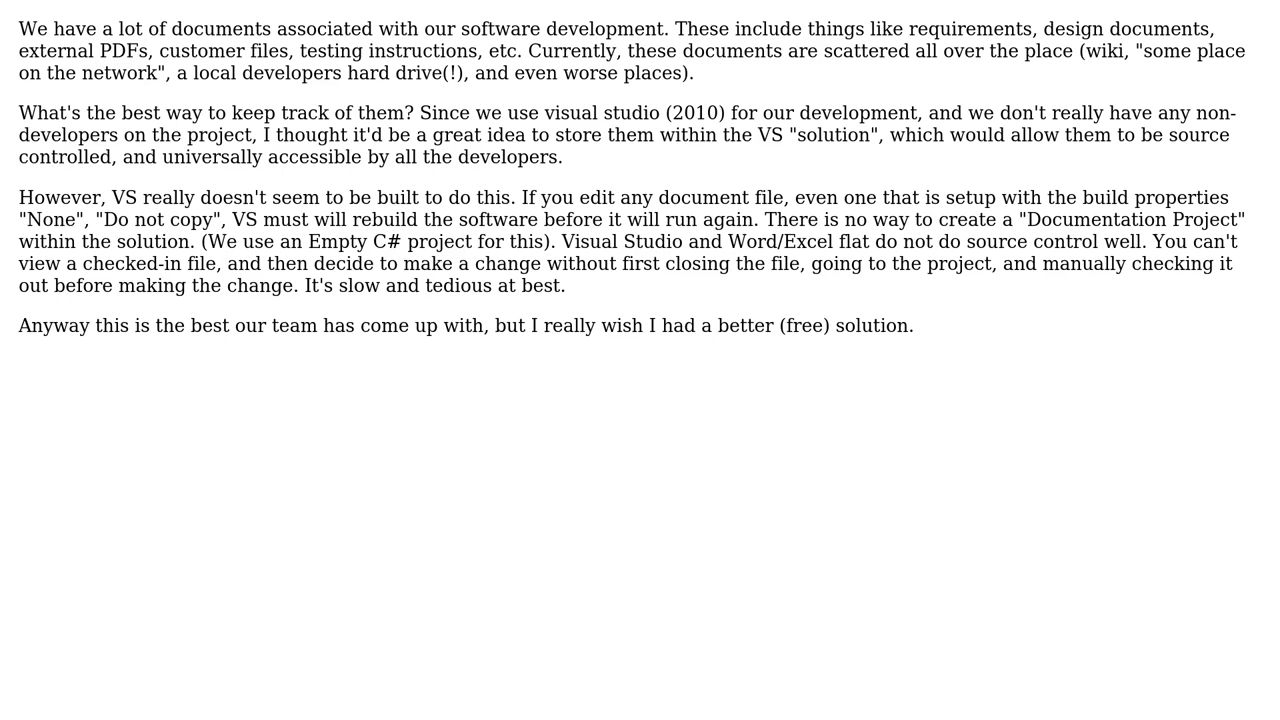 We have a lot of documents associated with our software development. These include things like requirements, design documents,
external PDFs, customer files, testing instructions, etc. Currently, these documents are scattered all over the place (wiki, "some place
on the network", a local developers hard drive(!), and even worse places).
What's the best way to keep track of them? Since we use visual studio (2010) for our development, and we don't really have any non-
developers on the project, I thought it'd be a great idea to store them within the VS "solution", which would allow them to be source
controlled, and universally accessible by all the developers.
However, VS really doesn't seem to be built to do this. If you edit any document file, even one that is setup with the build properties
"None", "Do not copy", VS must will rebuild the software before it will run again. There is no way to create a "Documentation Project"
within the solution. (We use an Empty C# project for this). Visual Studio and Word/Excel flat do not do source control well. You can't
view a checked-in file, and then decide to make a change without first closing the file, going to the project, and manually checking it
out before making the change. It's slow and tedious at best.
Anyway this is the best our team has come up with, but I really wish I had a better (free) solution.